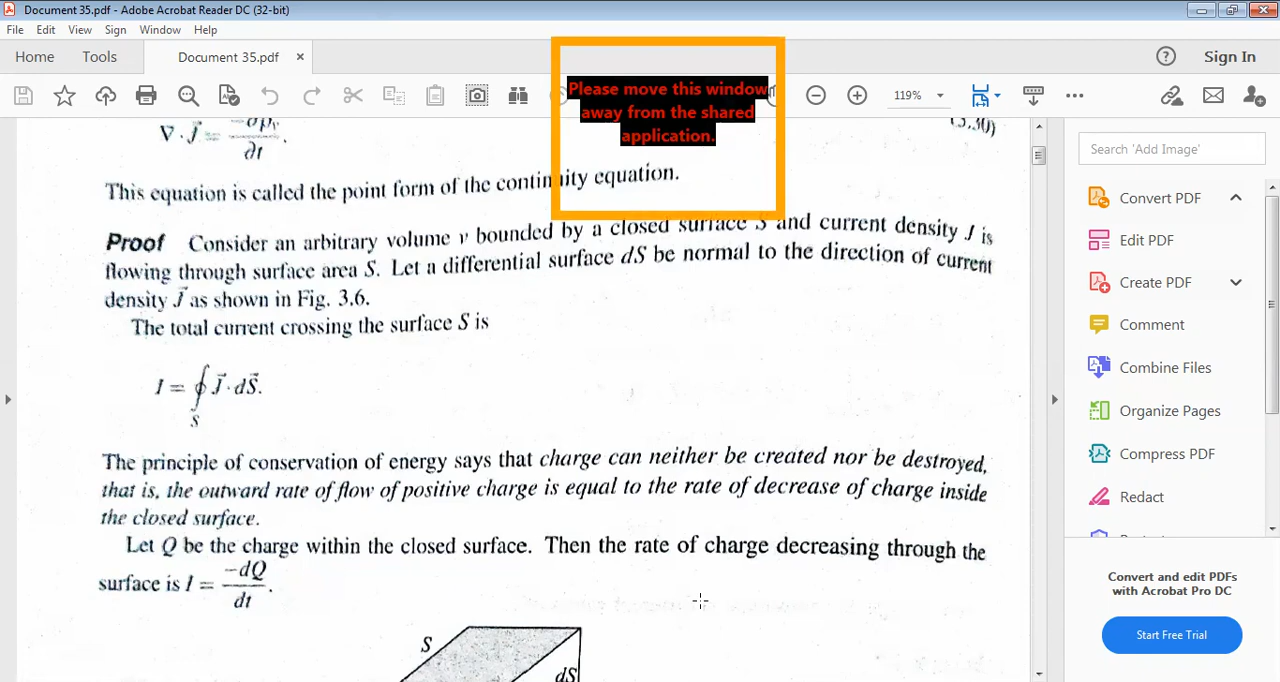 Document 35.pdf - Adobe Acrobat Reader DC (32-bit)
File Edit View Sign Window Help
Home Tools Document 35.pdf × Sign In
119%
Please move this window
away from the shared
application.
Search 'Add Image'
∇ · J⃗ = -∂ρv / ∂t . (3.30)
This equation is called the point form of the continuity equation.
Proof Consider an arbitrary volume v bounded by a closed surface S and current density J is
flowing through surface area S. Let a differential surface dS be normal to the direction of current
density J⃗ as shown in Fig. 3.6.
The total current crossing the surface S is
I = ∮ J⃗ · dS⃗.
S
The principle of conservation of energy says that charge can neither be created nor be destroyed,
that is, the outward rate of flow of positive charge is equal to the rate of decrease of charge inside
the closed surface.
Let Q be the charge within the closed surface. Then the rate of charge decreasing through the
surface is I = -dQ / dt .
S
dS
Convert PDF
Edit PDF
Create PDF
Comment
Combine Files
Organize Pages
Compress PDF
Redact
Convert and edit PDFs
with Acrobat Pro DC
Start Free Trial